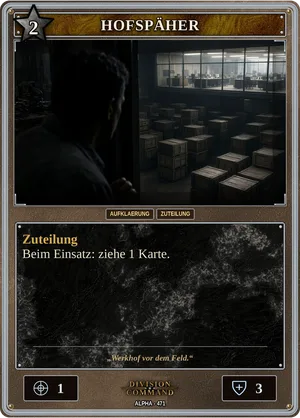 2
HOFSPÄHER
AUFKLAERUNG
ZUTEILUNG
Zuteilung
Beim Einsatz: ziehe 1 Karte.
„Werkhof vor dem Feld.“
DIVISION
COMMAND
ALPHA · 471
1
3